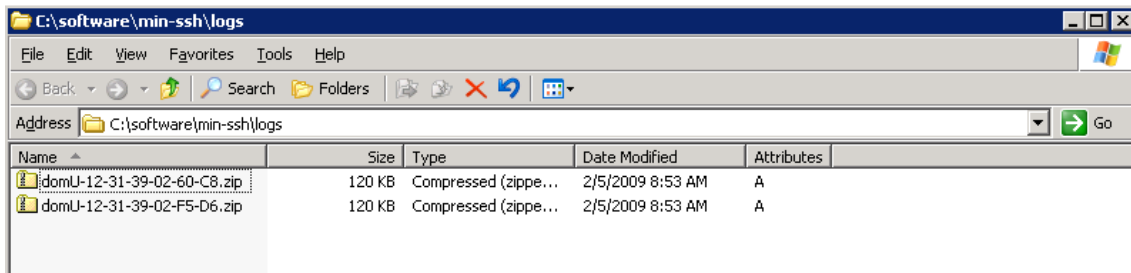 C:\software\min-ssh\logs
File Edit View Favorites Tools Help
Back Search Folders
Address C:\software\min-ssh\logs Go
Name Size Type Date Modified Attributes
domU-12-31-39-02-60-C8.zip 120 KB Compressed (zippe... 2/5/2009 8:53 AM A
domU-12-31-39-02-F5-D6.zip 120 KB Compressed (zippe... 2/5/2009 8:53 AM A